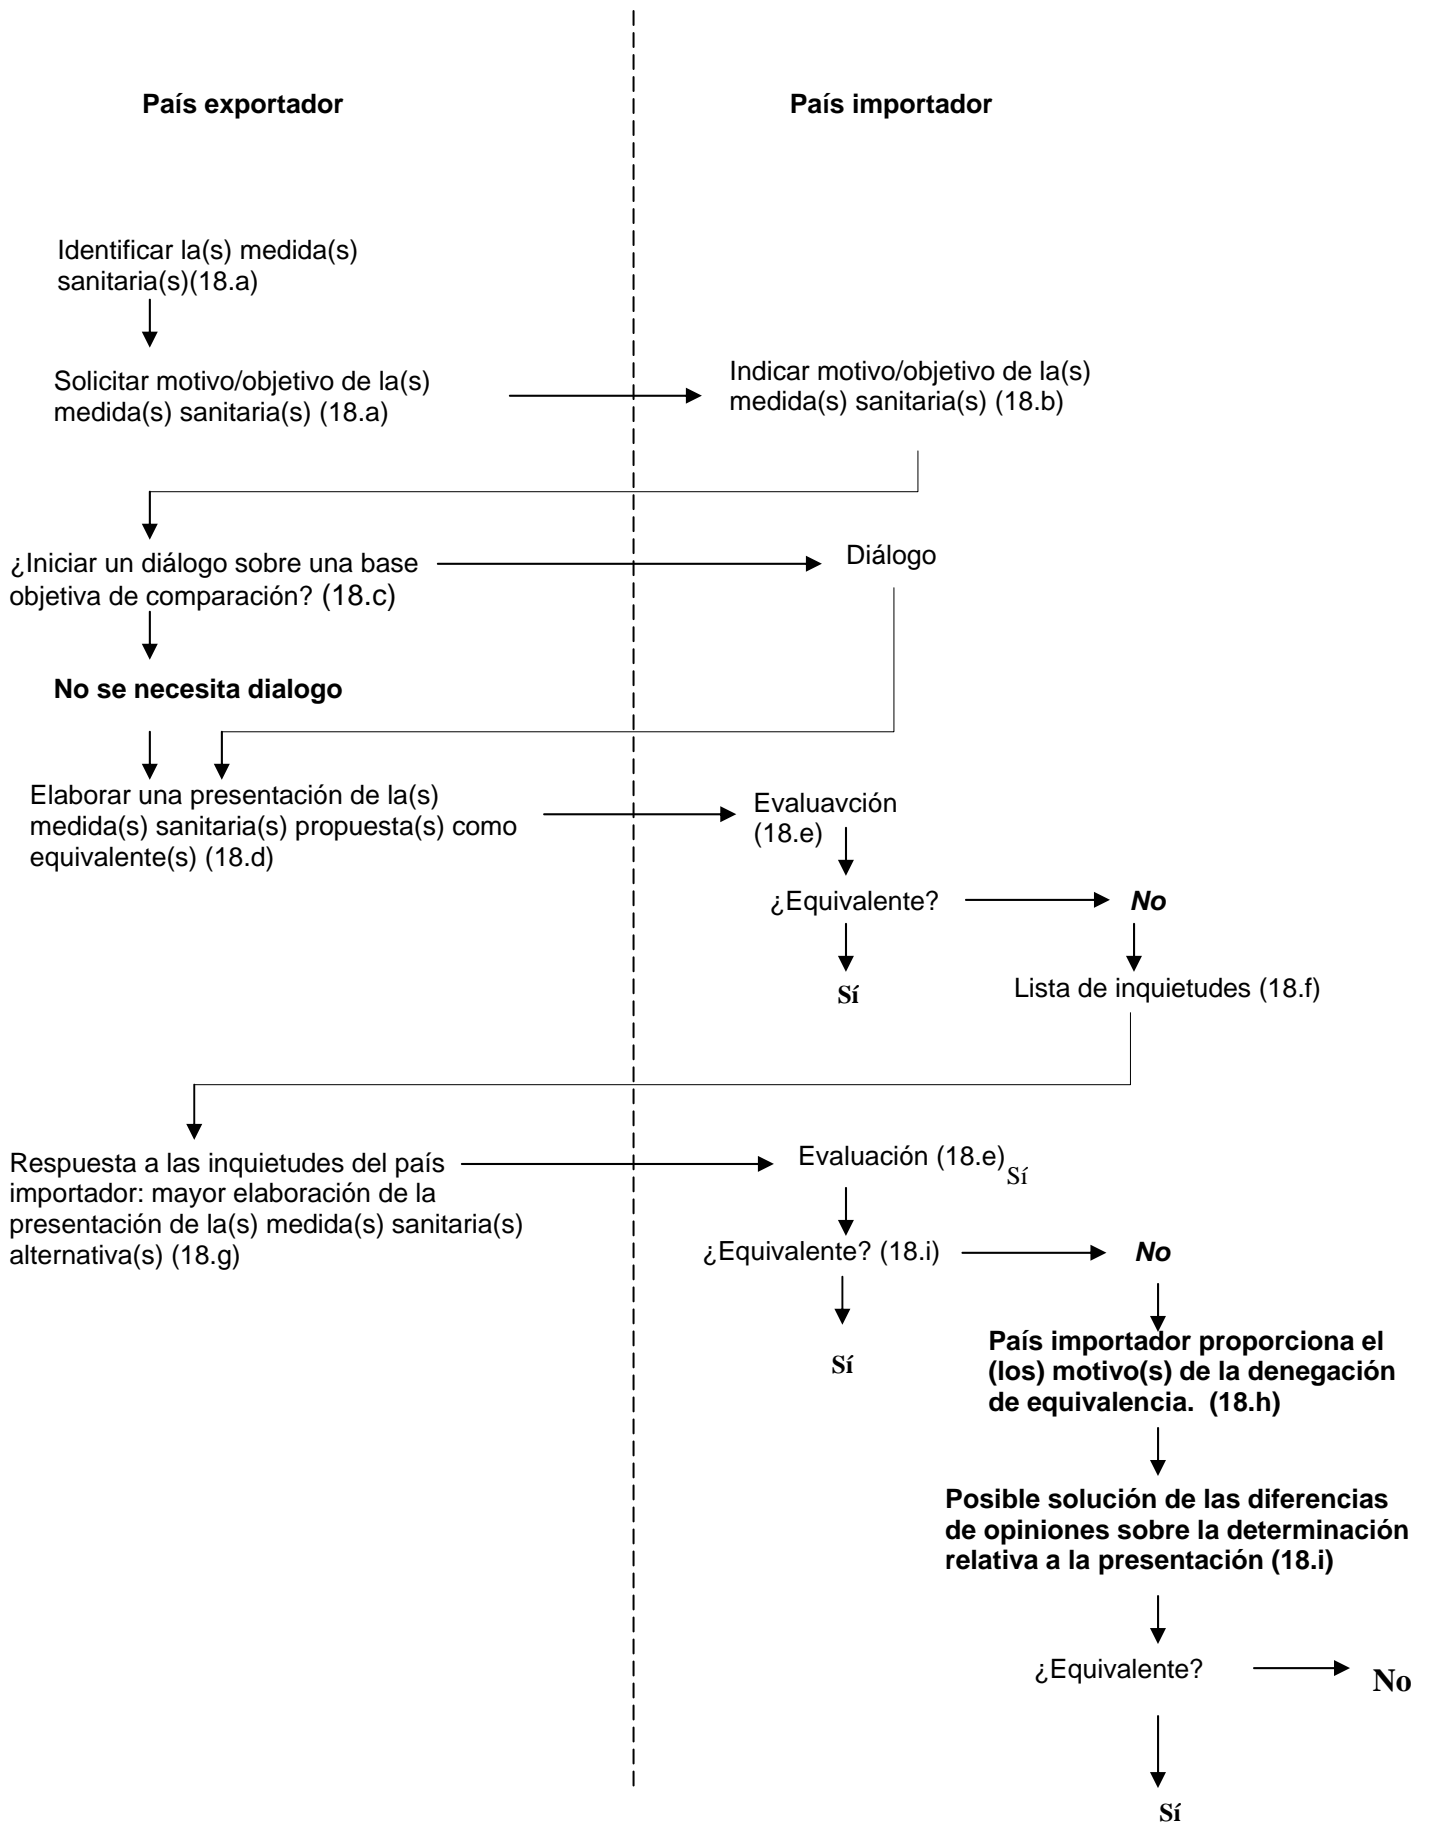 País exportador
País importador
Identificar la(s) medida(s)
sanitaria(s)(18.a)
Solicitar motivo/objetivo de la(s)
medida(s) sanitaria(s) (18.a)
Indicar motivo/objetivo de la(s)
medida(s) sanitaria(s) (18.b)
¿Iniciar un diálogo sobre una base
objetiva de comparación? (18.c)
Diálogo
No se necesita dialogo
Elaborar una presentación de la(s)
medida(s) sanitaria(s) propuesta(s) como
equivalente(s) (18.d)
Evaluavción
(18.e)
¿Equivalente?
No
Sí
Lista de inquietudes (18.f)
Respuesta a las inquietudes del país
importador: mayor elaboración de la
presentación de la(s) medida(s) sanitaria(s)
alternativa(s) (18.g)
Evaluación (18.e)
Sí
¿Equivalente? (18.i)
No
Sí
País importador proporciona el
(los) motivo(s) de la denegación
de equivalencia.  (18.h)
Posible solución de las diferencias
de opiniones sobre la determinación
relativa a la presentación (18.i)
¿Equivalente?
No
Sí